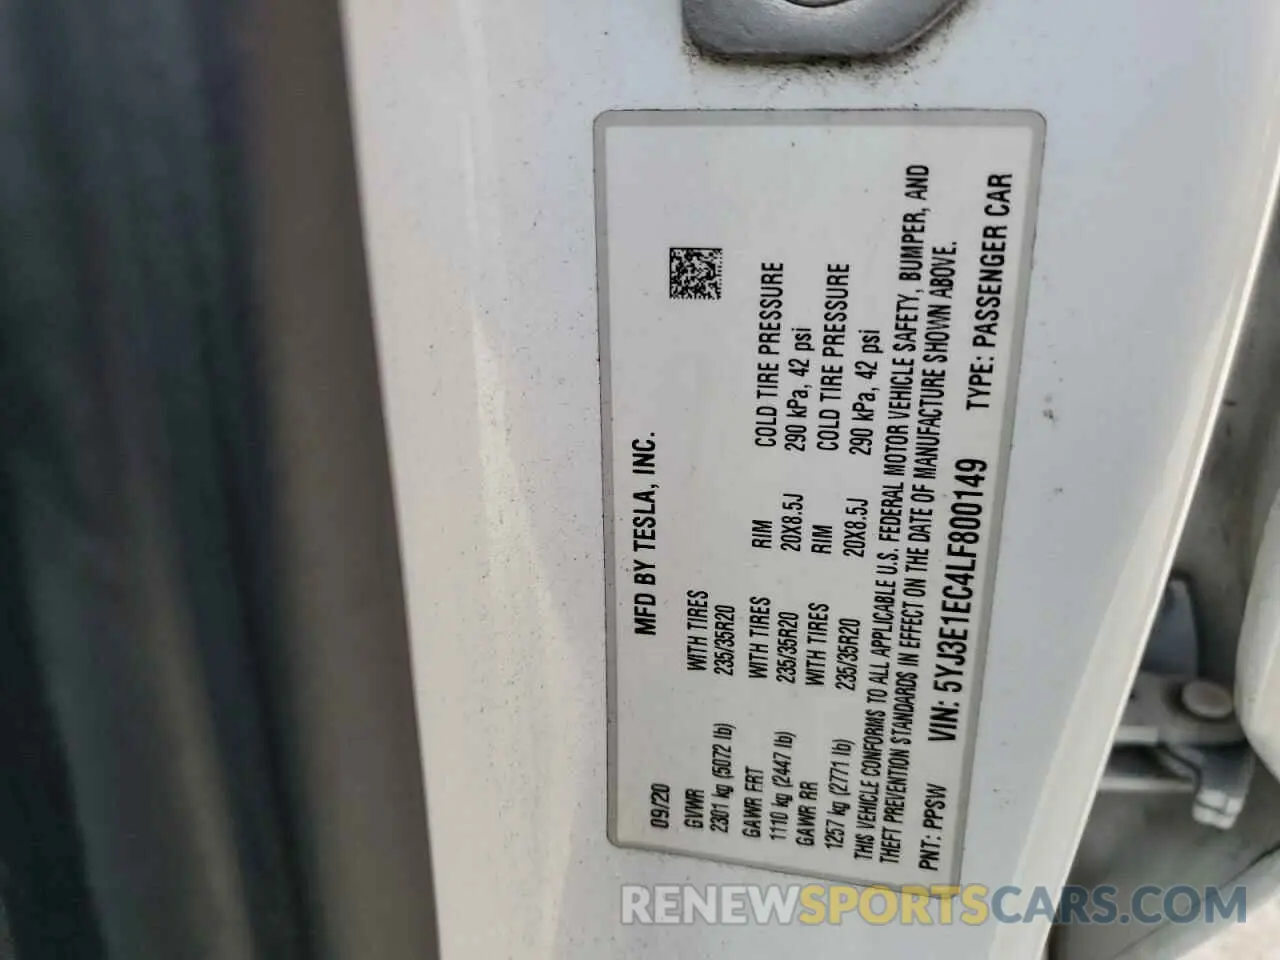 MFD BY TESLA, INC.
09/20
GVWR
2301 kg (5072 lb)
WITH TIRES
235/35R20
GAWR FRT
1110 kg (2447 lb)
WITH TIRES
235/35R20
RIM
20X8.5J
COLD TIRE PRESSURE
290 kPa, 42 psi
GAWR RR
1257 kg (2771 lb)
WITH TIRES
235/35R20
RIM
20X8.5J
COLD TIRE PRESSURE
290 kPa, 42 psi
THIS VEHICLE CONFORMS TO ALL APPLICABLE U.S. FEDERAL MOTOR VEHICLE SAFETY, BUMPER, AND
THEFT PREVENTION STANDARDS IN EFFECT ON THE DATE OF MANUFACTURE SHOWN ABOVE.
PNT: PPSW VIN: 5YJ3E1EC4LF800149 TYPE: PASSENGER CAR
RENEWSPORTSCARS.COM